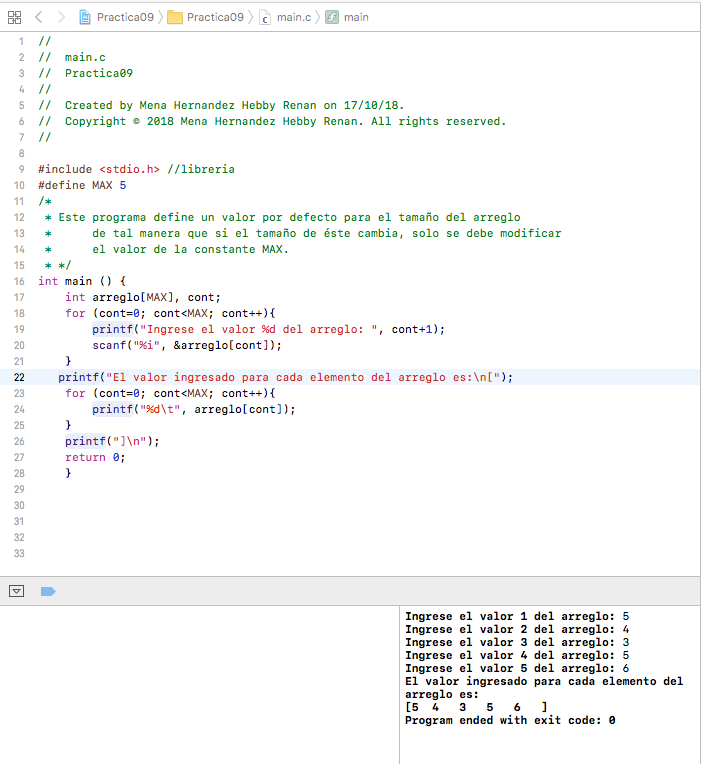 Practica09 Practica09 main.c main
1 //
2 //  main.c
3 //  Practica09
4 //
5 //  Created by Mena Hernandez Hebby Renan on 17/10/18.
6 //  Copyright © 2018 Mena Hernandez Hebby Renan. All rights reserved.
7 //
8
9 #include <stdio.h> //libreria
10 #define MAX 5
11 /*
12  * Este programa define un valor por defecto para el tamaño del arreglo
13  *      de tal manera que si el tamaño de éste cambia, solo se debe modificar
14  *      el valor de la constante MAX.
15  * */
16 int main () {
17     int arreglo[MAX], cont;
18     for (cont=0; cont<MAX; cont++){
19         printf("Ingrese el valor %d del arreglo: ", cont+1);
20         scanf("%i", &arreglo[cont]);
21     }
22    printf("El valor ingresado para cada elemento del arreglo es:\n[");
23     for (cont=0; cont<MAX; cont++){
24         printf("%d\t", arreglo[cont]);
25     }
26     printf("]\n");
27     return 0;
28     }
29
30
31
32
33
Ingrese el valor 1 del arreglo: 5
Ingrese el valor 2 del arreglo: 4
Ingrese el valor 3 del arreglo: 3
Ingrese el valor 4 del arreglo: 5
Ingrese el valor 5 del arreglo: 6
El valor ingresado para cada elemento del
arreglo es:
[5  4   3   5   6   ]
Program ended with exit code: 0